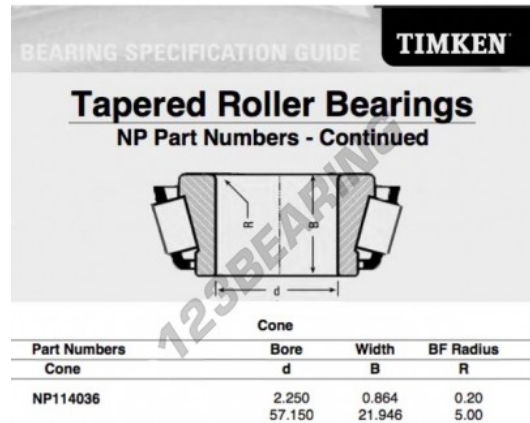 BEARING SPECIFICATION GUIDE
TIMKEN
Tapered Roller Bearings
NP Part Numbers - Continued
R
B
d
123BEARING
Cone
Part Numbers Bore Width BF Radius
Cone d B R
NP114036 2.250 0.864 0.20
57.150 21.946 5.00